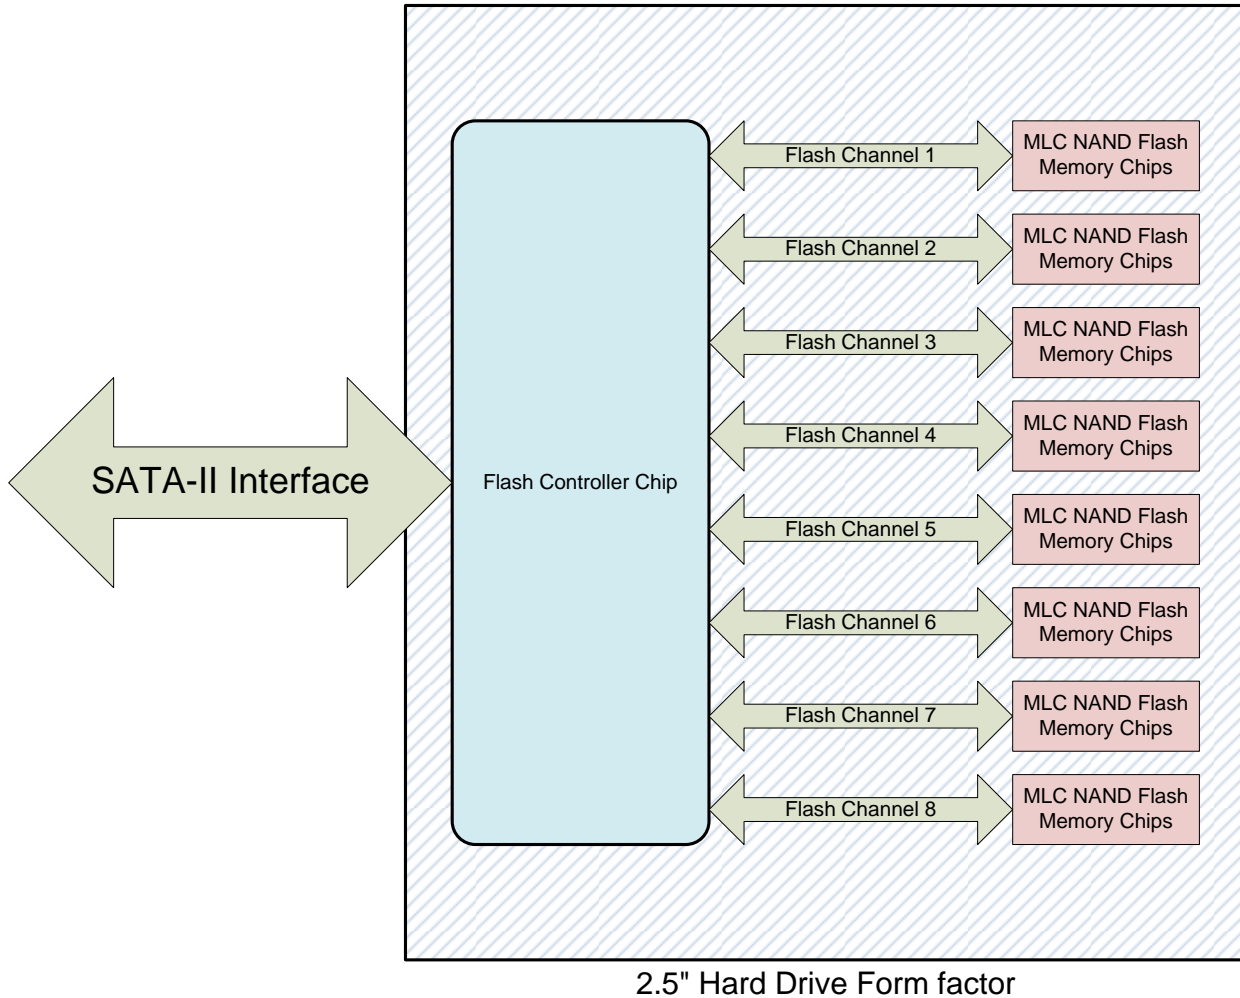 Flash Channel 1
MLC NAND Flash
Memory Chips
Flash Channel 2
MLC NAND Flash
Memory Chips
Flash Channel 3
MLC NAND Flash
Memory Chips
Flash Channel 4
MLC NAND Flash
Memory Chips
SATA-II Interface
Flash Controller Chip
Flash Channel 5
MLC NAND Flash
Memory Chips
Flash Channel 6
MLC NAND Flash
Memory Chips
Flash Channel 7
MLC NAND Flash
Memory Chips
Flash Channel 8
MLC NAND Flash
Memory Chips
2.5" Hard Drive Form factor